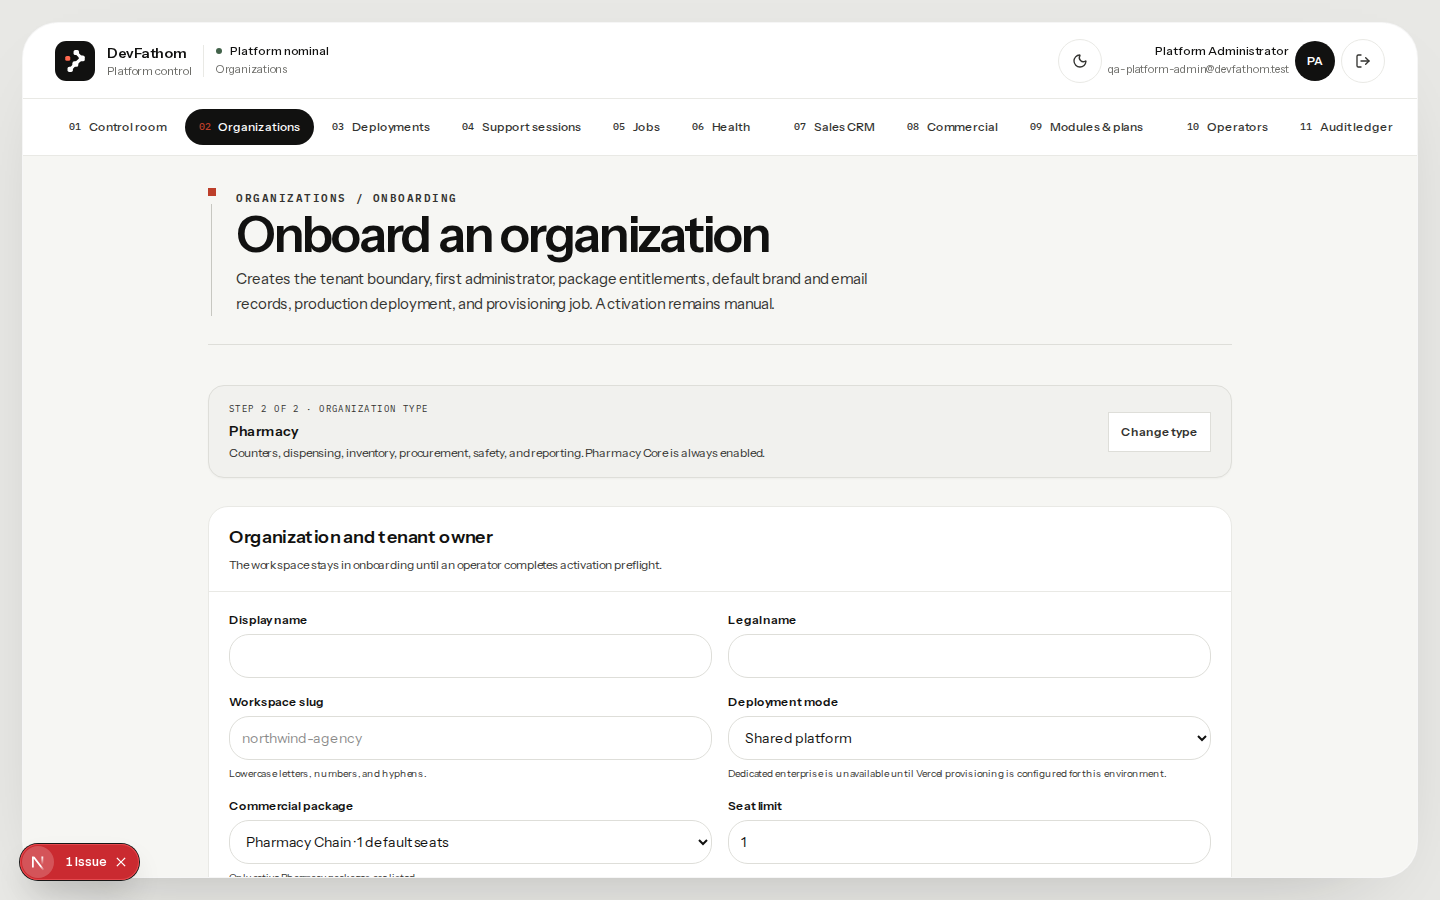 DevFathom
Platform control
Platform nominal
Organizations
Platform Administrator
qa-platform-admin@devfathom.test
PA
01 Control room
02 Organizations
03 Deployments
04 Support sessions
05 Jobs
06 Health
07 Sales CRM
08 Commercial
09 Modules & plans
10 Operators
11 Audit ledger
ORGANIZATIONS / ONBOARDING
Onboard an organization
Creates the tenant boundary, first administrator, package entitlements, default brand and email
records, production deployment, and provisioning job. Activation remains manual.
STEP 2 OF 2 · ORGANIZATION TYPE
Pharmacy
Counters, dispensing, inventory, procurement, safety, and reporting. Pharmacy Core is always enabled.
Change type
Organization and tenant owner
The workspace stays in onboarding until an operator completes activation preflight.
Display name
Legal name
Workspace slug
Deployment mode
northwind-agency
Shared platform
Lowercase letters, numbers, and hyphens.
Dedicated enterprise is unavailable until Vercel provisioning is configured for this environment.
Commercial package
Seat limit
Pharmacy Chain · 1 default seats
1
Only active Pharmacy packages are listed.
N 1 Issue